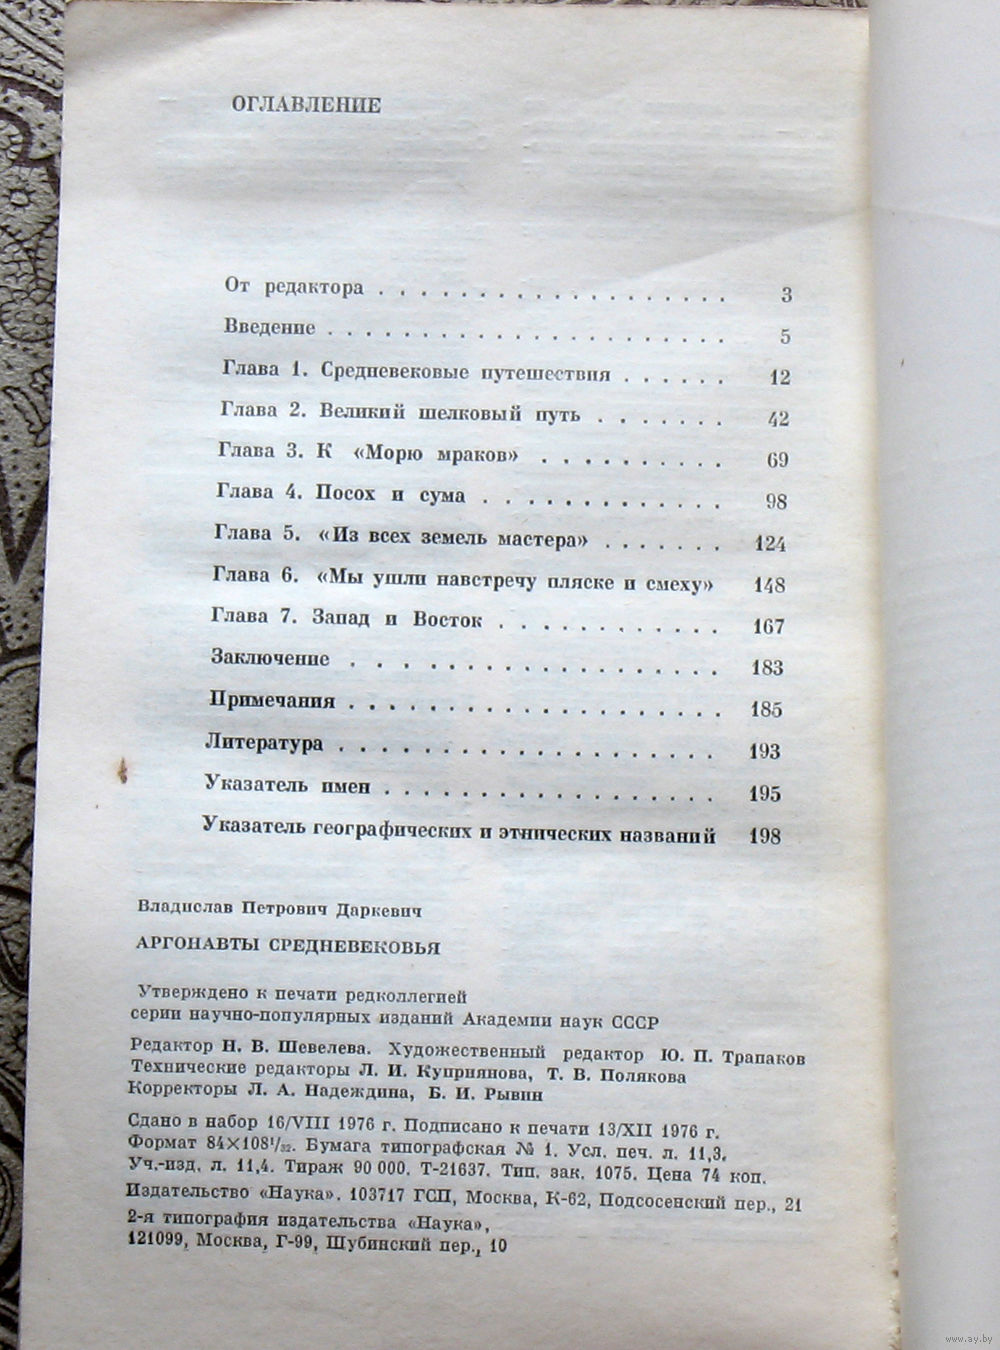 ОГЛАВЛЕНИЕ
От редактора . . . . . . . . . . . . . . . . . . 3
Введение . . . . . . . . . . . . . . . . . . . . . 5
Глава 1. Средневековые путешествия . . . . . . 12
Глава 2. Великий шелковый путь . . . . . . . 42
Глава 3. К «Морю мраков» . . . . . . . . . . 69
Глава 4. Посох и сума . . . . . . . . . . . . . 98
Глава 5. «Из всех земель мастера» . . . . . . . 124
Глава 6. «Мы ушли навстречу пляске и смеху» 148
Глава 7. Запад и Восток . . . . . . . . . . . . 167
Заключение . . . . . . . . . . . . . . . . . . 183
Примечания . . . . . . . . . . . . . . . . . . . 185
Литература . . . . . . . . . . . . . . . . . . . 193
Указатель имен . . . . . . . . . . . . . . . . . 195
Указатель географических и этнических названий 198
Владислав Петрович Даркевич
АРГОНАВТЫ СРЕДНЕВЕКОВЬЯ
Утверждено к печати редколлегией
серии научно-популярных изданий Академии наук СССР
Редактор Н. В. Шевелева. Художественный редактор Ю. П. Трапаков
Технические редакторы Л. И. Куприянова, Т. В. Полякова
Корректоры Л. А. Надеждина, Б. И. Рывин
Сдано в набор 16/VIII 1976 г. Подписано к печати 13/XII 1976 г.
Формат 84×108¹/₃₂. Бумага типографская № 1. Усл. печ. л. 11,3.
Уч.-изд. л. 11,4. Тираж 90 000. Т-21637. Тип. зак. 1075. Цена 74 коп.
Издательство «Наука». 103717 ГСП, Москва, К-62, Подсосенский пер., 21
2-я типография издательства «Наука»,
121099, Москва, Г-99, Шубинский пер., 10
www.ay.by